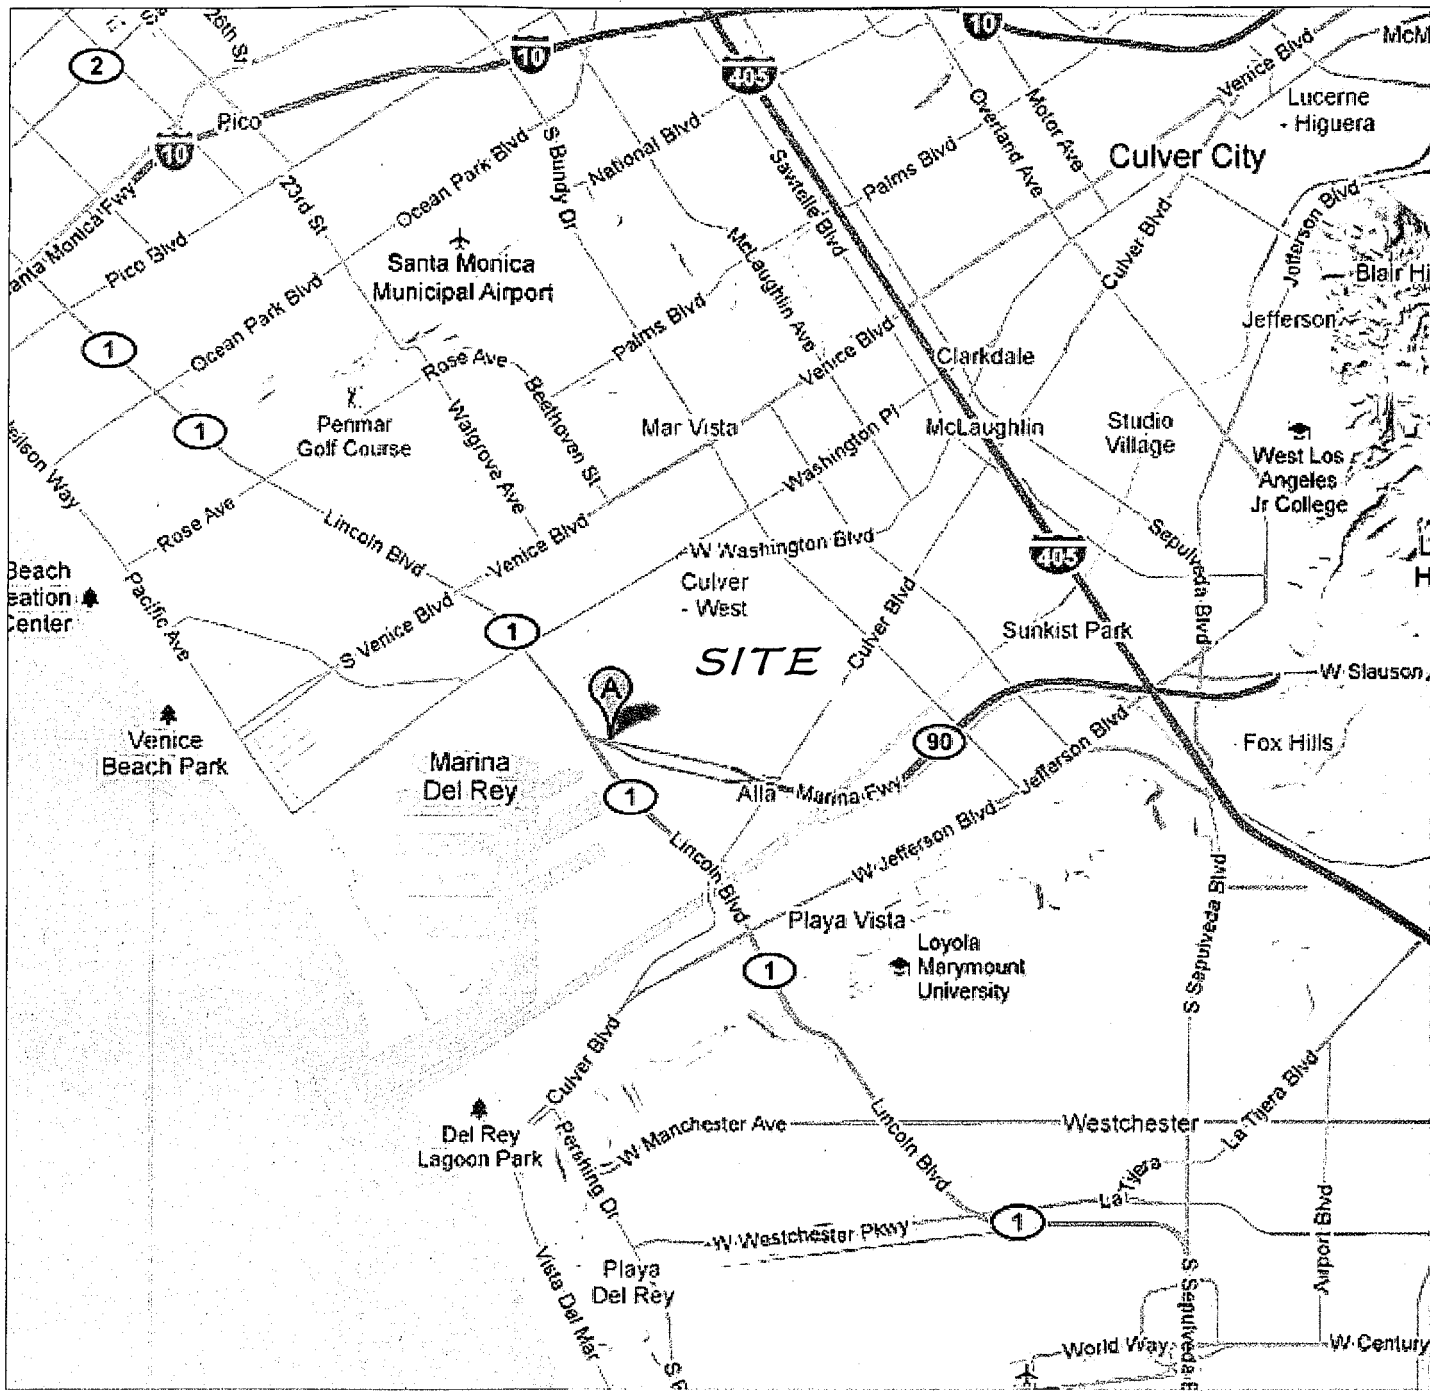 26th St
2
10
10
405
Venice Blvd
Lucerne
- Higuera
Pico
10
Ocean Park Blvd
S Bundy Dr
National Blvd
Sawtelle Blvd
Palms Blvd
Overland Ave
Motor Ave
Culver City
23rd St
Pico Blvd
Santa Monica
Municipal Airport
McLaughlin Ave
Culver Blvd
Jefferson Blvd
Jefferson
1
Ocean Park Blvd
Rose Ave
Palms Blvd
Venice Blvd
Clarkdale
1
Penmar
Golf Course
Walgrove Ave
Beethoven St
Mar Vista
Washington Pl
McLaughlin
Studio
Village
West Los
Angeles
Jr College
Rose Ave
Lincoln Blvd
Venice Blvd
W Washington Blvd
405
Sepulveda Blvd
Beach
Center
Pacific Ave
S Venice Blvd
1
Culver
- West
Culver Blvd
Sunkist Park
SITE
A
W Slauson
Venice
Beach Park
Marina
Del Rey
1
Alla
Marina Fwy
90
Jefferson Blvd
Fox Hills
Lincoln Blvd
W Jefferson Blvd
Playa Vista
1
Loyola
Marymount
University
S Sepulveda Blvd
Culver Blvd
Del Rey
Lagoon Park
Pershing Dr
W Manchester Ave
Lincoln Blvd
Westchester
La Tijera Blvd
La Tijera
W Westchester Pkwy
1
Airport Blvd
Playa
Del Rey
Vista Del Mar
S Sepulveda B
World Way
W Century